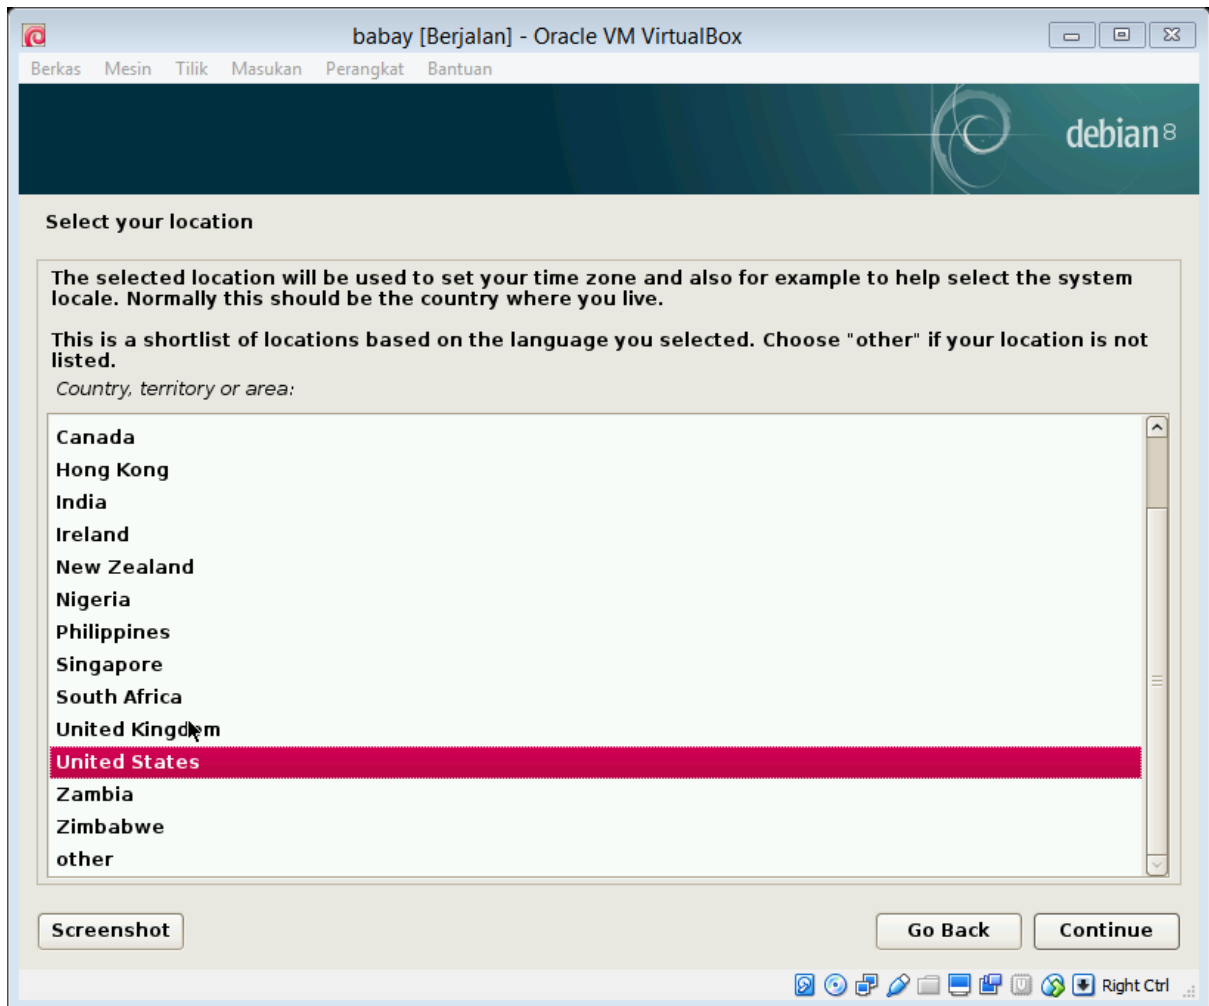 babay [Berjalan] - Oracle VM VirtualBox
Berkas Mesin Tilik Masukan Perangkat Bantuan
debian 8
Select your location
The selected location will be used to set your time zone and also for example to help select the system
locale. Normally this should be the country where you live.
This is a shortlist of locations based on the language you selected. Choose "other" if your location is not
listed.
Country, territory or area:
Canada
Hong Kong
India
Ireland
New Zealand
Nigeria
Philippines
Singapore
South Africa
United Kingdom
United States
Zambia
Zimbabwe
other
Screenshot Go Back Continue
Right Ctrl